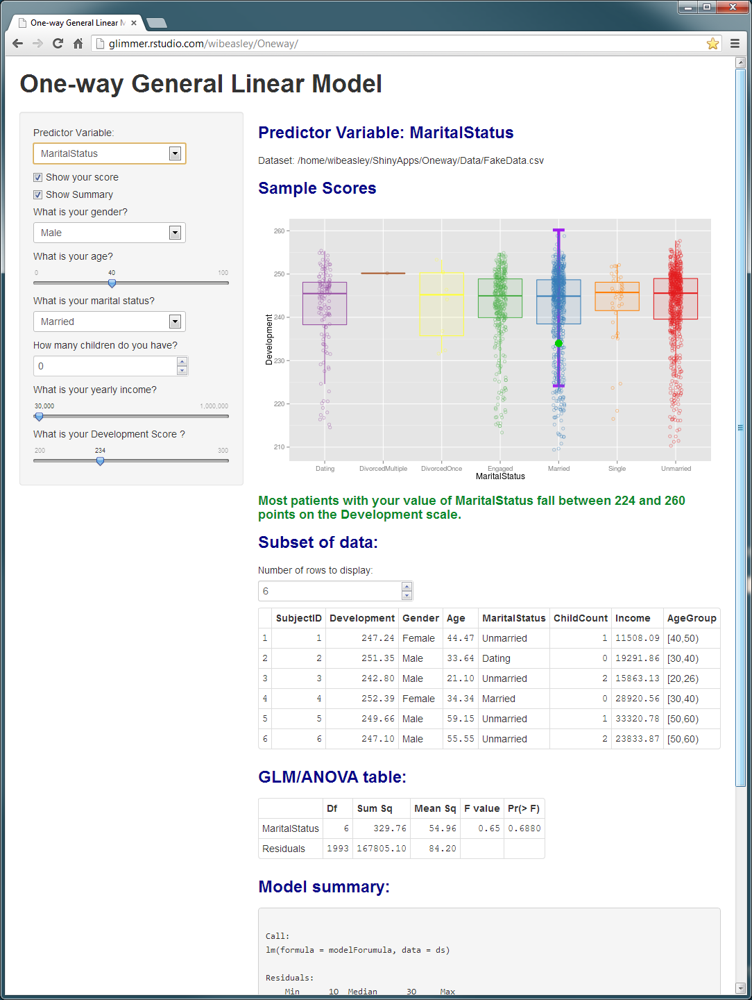 One-way General Linear M
glimmer.rstudio.com/wibeasley/Oneway/
One-way General Linear Model
Predictor Variable:
MaritalStatus
Show your score
Show Summary
What is your gender?
Male
What is your age?
0 40 100
What is your marital status?
Married
How many children do you have?
0
What is your yearly income?
30,000 1,000,000
What is your Development Score ?
200 234 300
Predictor Variable: MaritalStatus
Dataset: /home/wibeasley/ShinyApps/Oneway/Data/FakeData.csv
Sample Scores
260
250
240
230
220
210
Development
Dating DivorcedMultiple DivorcedOnce Engaged Married Single Unmarried
MaritalStatus
Most patients with your value of MaritalStatus fall between 224 and 260
points on the Development scale.
Subset of data:
Number of rows to display:
6
SubjectID Development Gender Age MaritalStatus ChildCount Income AgeGroup
1 1 247.24 Female 44.47 Unmarried 1 11508.09 [40,50)
2 2 251.35 Male 33.64 Dating 0 19291.86 [30,40)
3 3 242.80 Male 21.10 Unmarried 2 15863.13 [20,26)
4 4 252.39 Female 34.34 Married 0 28920.56 [30,40)
5 5 249.66 Male 59.15 Unmarried 1 33320.78 [50,60)
6 6 247.10 Male 55.55 Unmarried 2 23833.87 [50,60)
GLM/ANOVA table:
Df Sum Sq Mean Sq F value Pr(> F)
MaritalStatus 6 329.76 54.96 0.65 0.6880
Residuals 1993 167805.10 84.20
Model summary:
Call:
lm(formula = modelForumula, data = ds)
Residuals:
Min 1Q Median 3Q Max